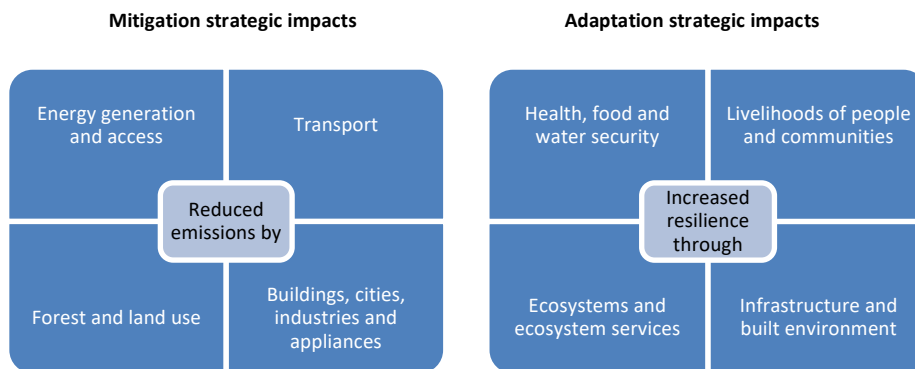 Mitigation strategic impacts
Energy generation
and access
Transport
Reduced
emissions by
Forest and land use
Buildings, cities,
industries and
appliances
Adaptation strategic impacts
Health, food and
water security
Livelihoods of people
and communities
Increased
resilience
through
Ecosystems and
ecosystem services
Infrastructure and
built environment